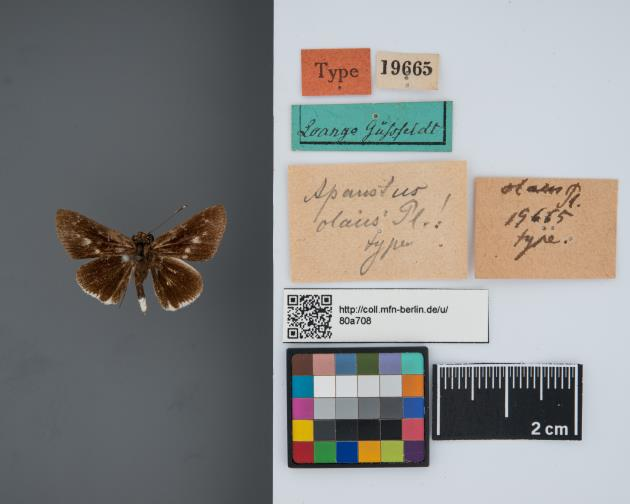 Type
19665
Loange Güssfeldt
Apaustus
olaus Pl.!
type
olaus Pl.
19665
type.
http://coll.mfn-berlin.de/u/
80a708
2 cm